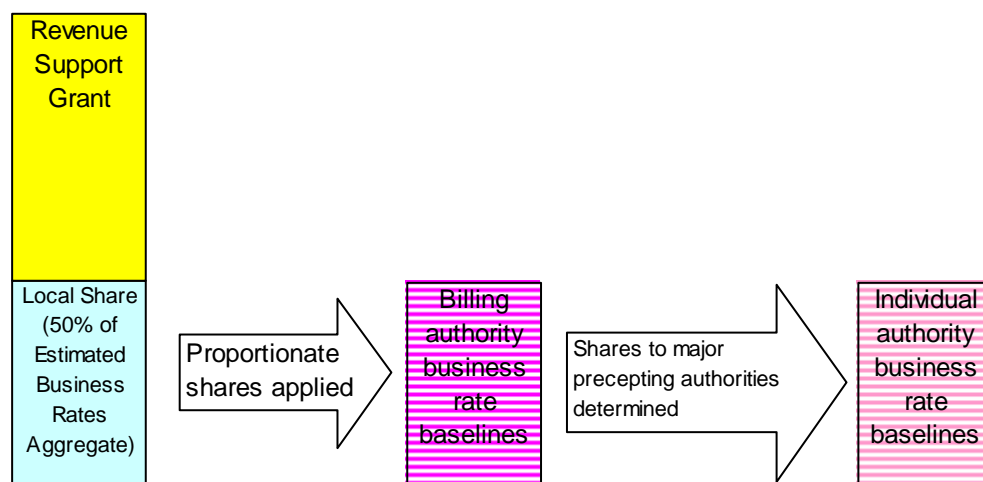 Revenue
Support
Grant
Local Share
(50% of
Estimated
Business
Rates
Aggregate)
Proportionate
shares applied
Billing
authority
business
rate
baselines
Shares to major
precepting authorities
determined
Individual
authority
business
rate
baselines